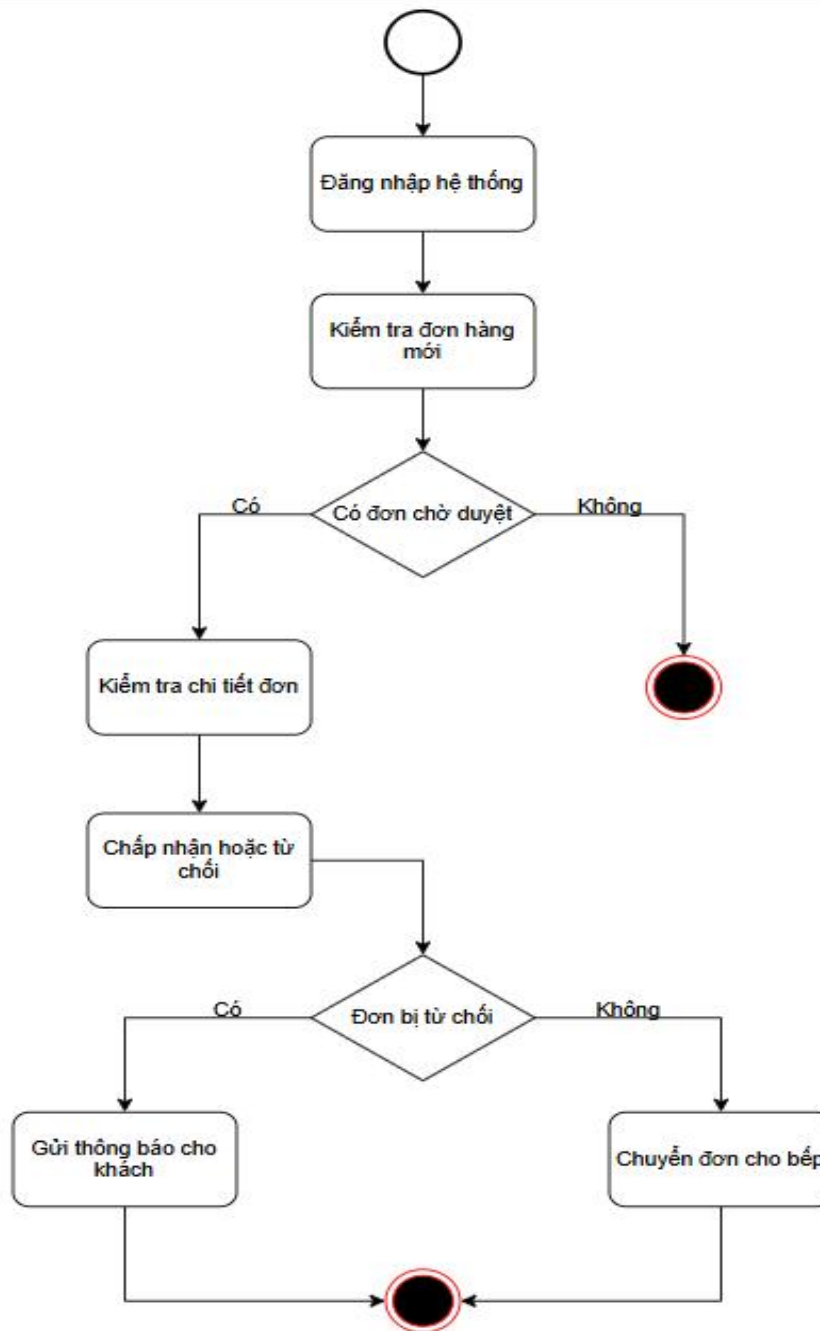 Đăng nhập hệ thống
Kiểm tra đơn hàng
mới
Có
Có đơn chờ duyệt
Không
Kiểm tra chi tiết đơn
Chấp nhận hoặc từ
chối
Có
Đơn bị từ chối
Không
Gửi thông báo cho
khách
Chuyển đơn cho bếp